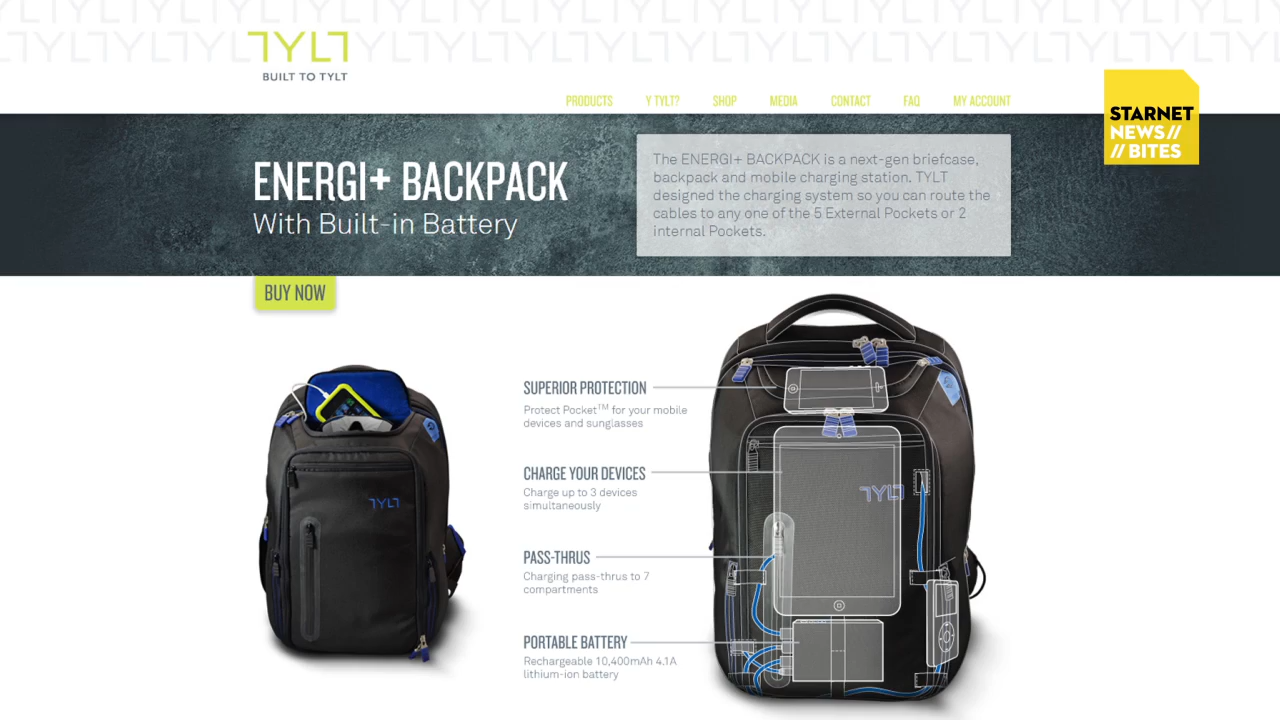 TYLT
BUILT TO TYLT
PRODUCTS
Y TYLT?
SHOP
MEDIA
CONTACT
FAQ
MY ACCOUNT
STARNET
NEWS//
// BITES
ENERGI+ BACKPACK
With Built-in Battery
The ENERGI+ BACKPACK is a next-gen briefcase,
backpack and mobile charging station. TYLT
designed the charging system so you can route the
cables to any one of the 5 External Pockets or 2
internal Pockets.
BUY NOW
SUPERIOR PROTECTION
Protect Pocket™ for your mobile
devices and sunglasses
CHARGE YOUR DEVICES
Charge up to 3 devices
simultaneously
PASS-THRUS
Charging pass-thrus to 7
compartments
PORTABLE BATTERY
Rechargeable 10,400mAh 4.1A
lithium-ion battery
TYLT
TYLT